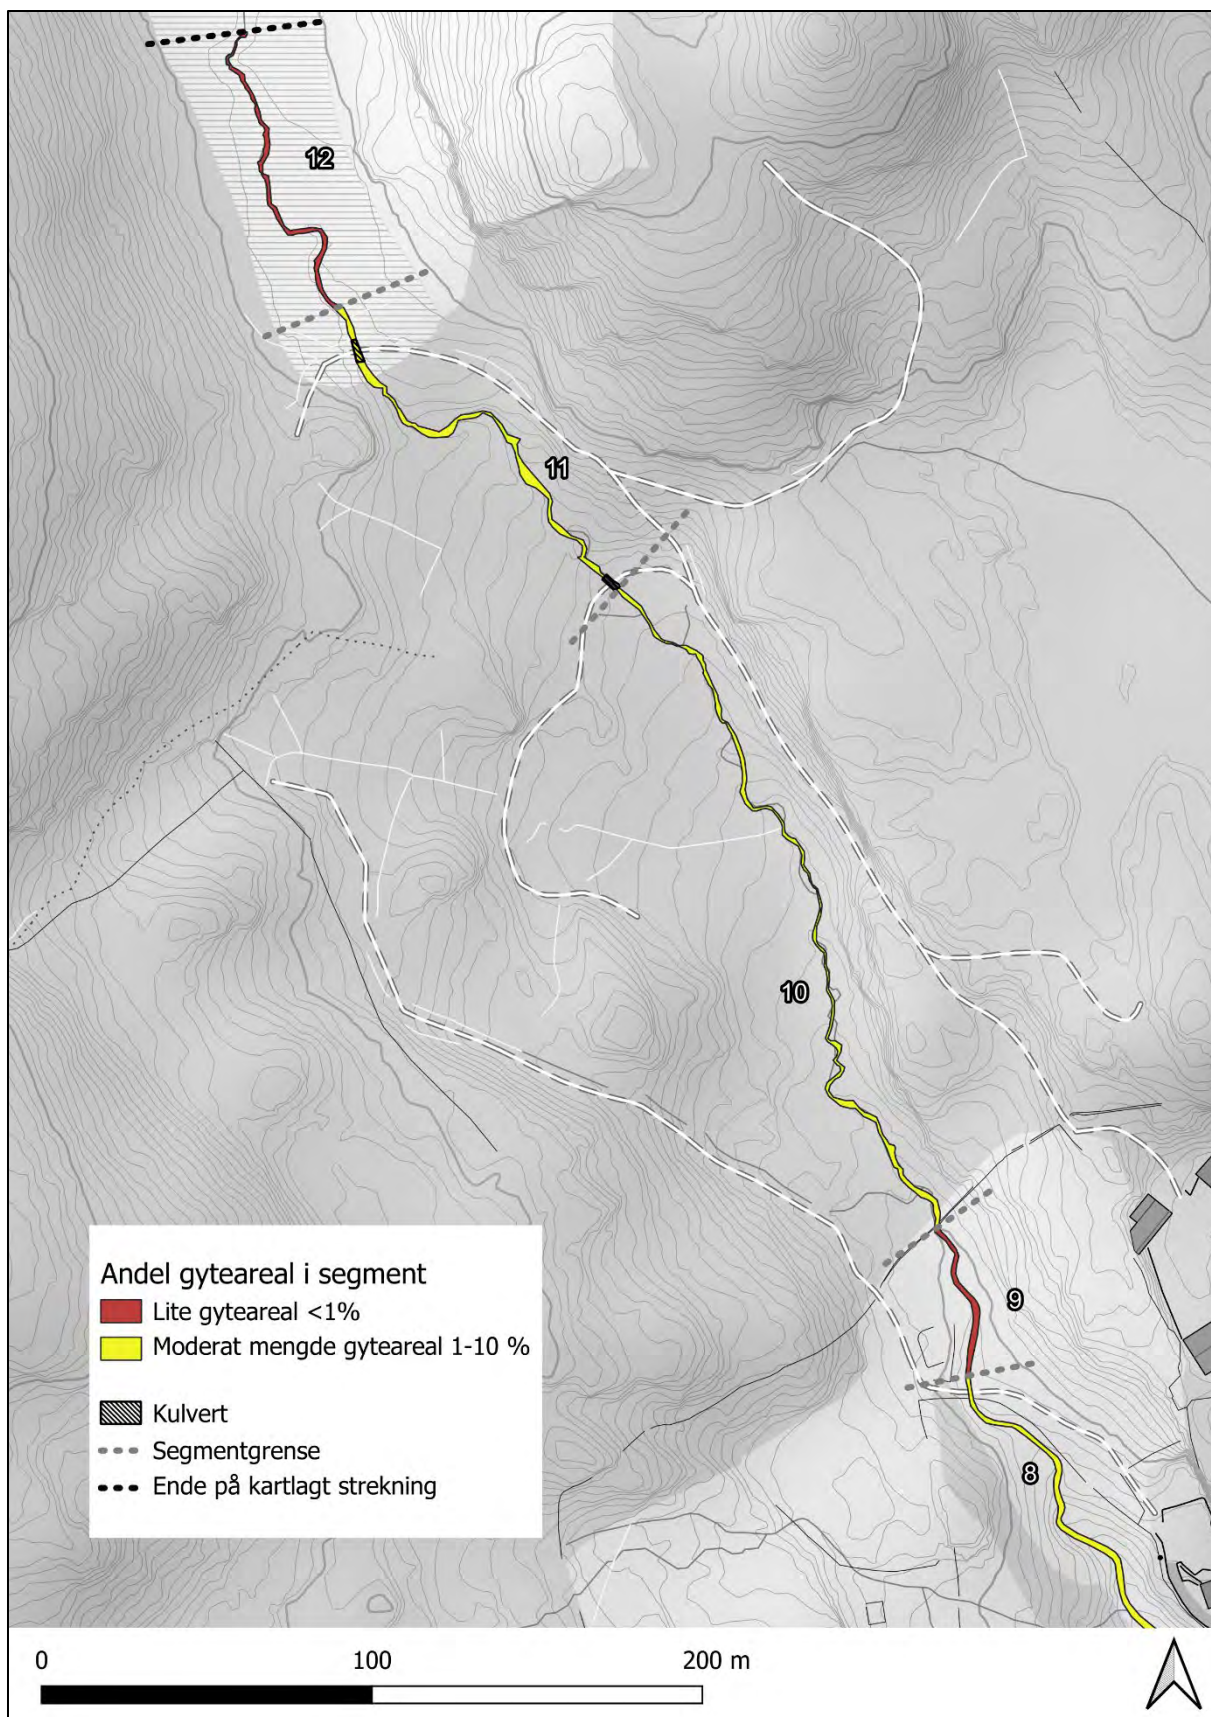 12
11
10
9
8
Andel gyteareal i segment
Lite gyteareal <1%
Moderat mengde gyteareal 1-10 %
Kulvert
Segmentgrense
Ende på kartlagt strekning
0 100 200 m